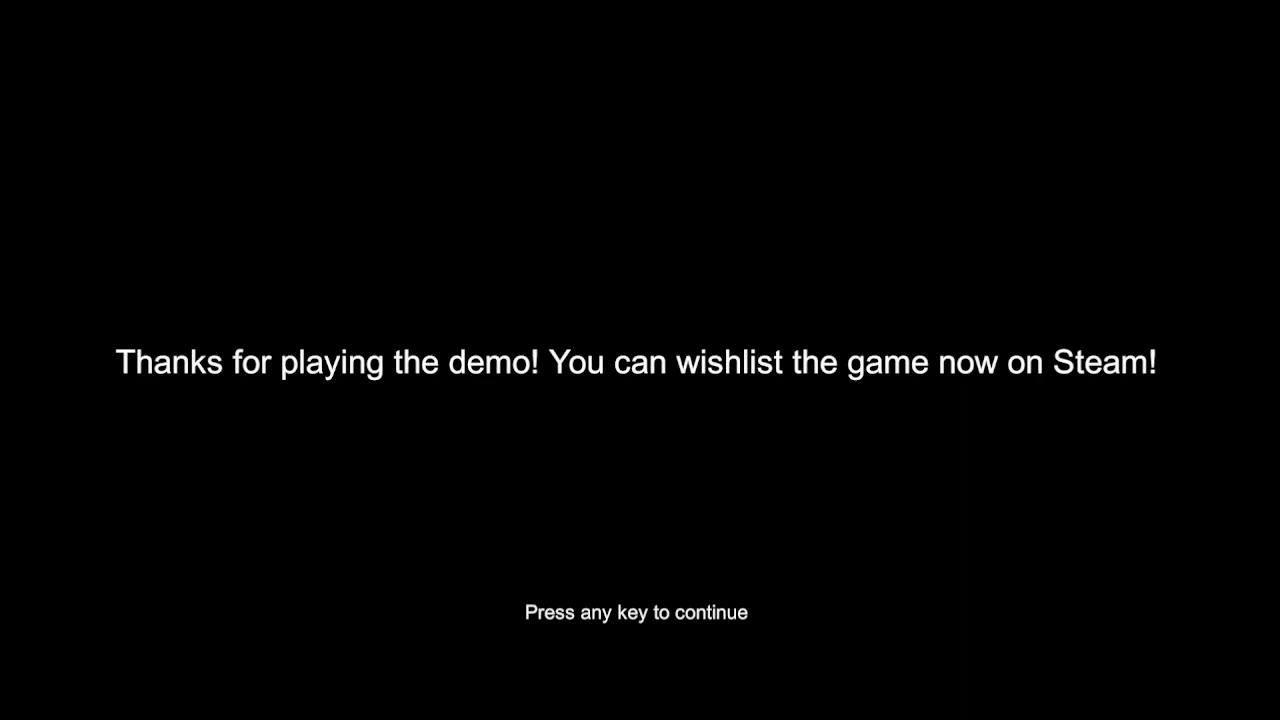 Thanks for playing the demo! You can wishlist the game now on Steam!
Press any key to continue